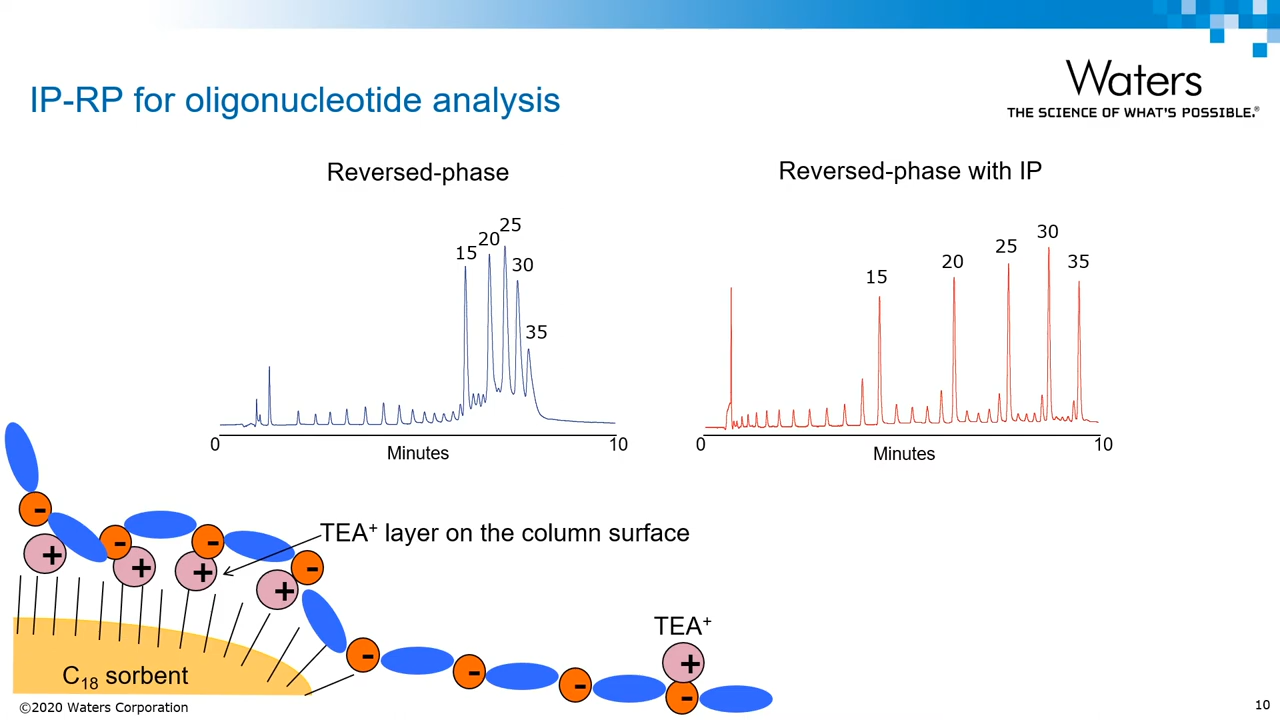 Waters
THE SCIENCE OF WHAT'S POSSIBLE.®
IP-RP for oligonucleotide analysis
Reversed-phase
15
20
25
30
35
0
10
Minutes
Reversed-phase with IP
15
20
25
30
35
0
10
Minutes
TEA⁺ layer on the column surface
-
+
-
+
-
+
-
+
-
-
-
TEA⁺
+
-
C₁₈ sorbent
©2020 Waters Corporation
10